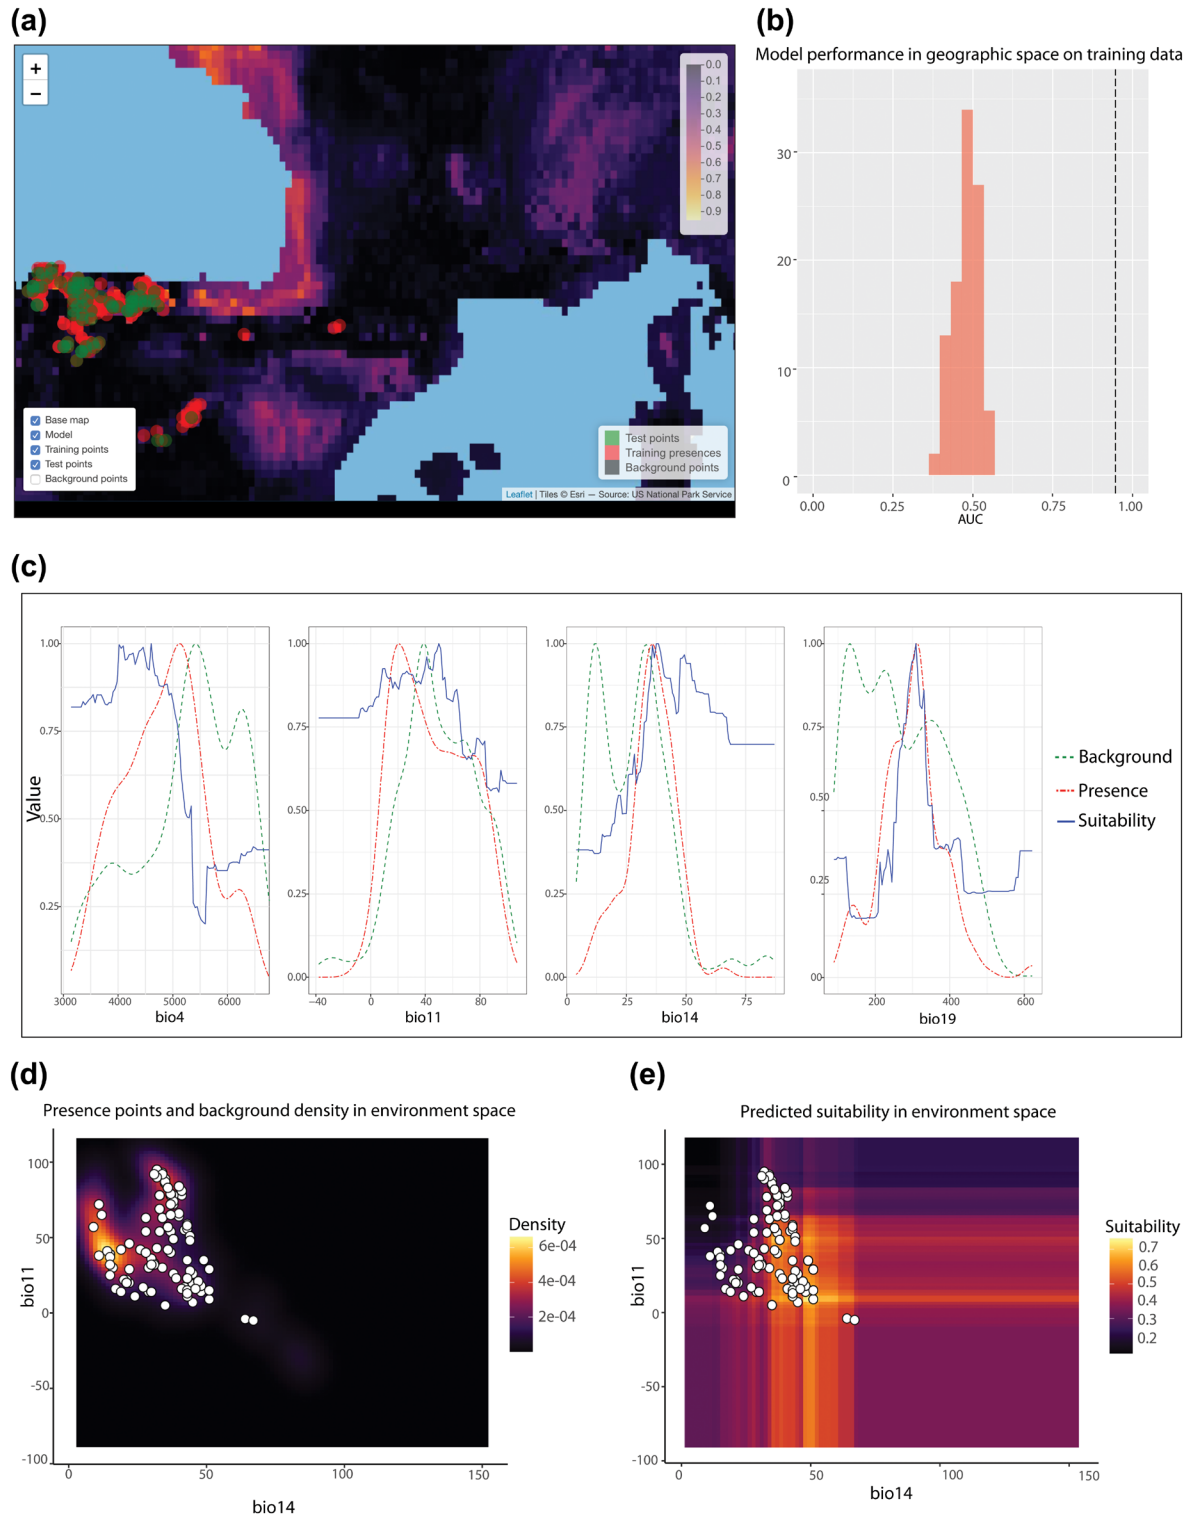 (a)
+
−
0.0
0.1
0.2
0.3
0.4
0.5
0.6
0.7
0.8
0.9
Base map
Model
Training points
Test points
Background points
Test points
Training presences
Background points
Leaflet | Tiles © Esri — Source: US National Park Service
(b)
Model performance in geographic space on training data
30
20
10
0
0.00 0.25 0.50 0.75 1.00
AUC
(c)
Value
1.00
0.75
0.50
0.25
3000 4000 5000 6000
bio4
1.00
0.75
0.50
0.25
0.00
−40 0 40 80
bio11
1.00
0.75
0.50
0.25
0.00
0 25 50 75
bio14
1.00
0.75
0.50
0.25
00
200 400 600
bio19
Background
Presence
Suitability
(d)
Presence points and background density in environment space
bio11
100
50
0
-50
-100
0 50 100 150
bio14
Density
6e-04
4e-04
2e-04
(e)
Predicted suitability in environment space
bio11
100
50
0
-50
-100
0 50 100 150
bio14
Suitability
0.7
0.6
0.5
0.4
0.3
0.2